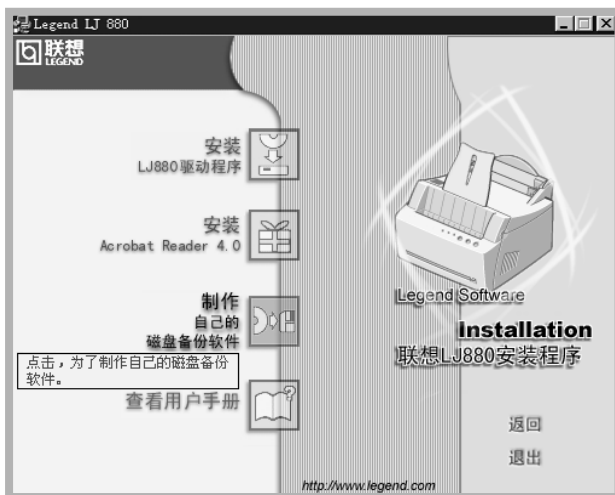 Legend LJ 880
联想
LEGEND
安装
LJ880驱动程序
安装
Acrobat Reader 4.0
制作
自己的
磁盘备份软件
点击，为了制作自己的磁盘备份
软件。
查看用户手册
Legend Software
Installation
联想LJ880安装程序
返回
退出
http://www.legend.com